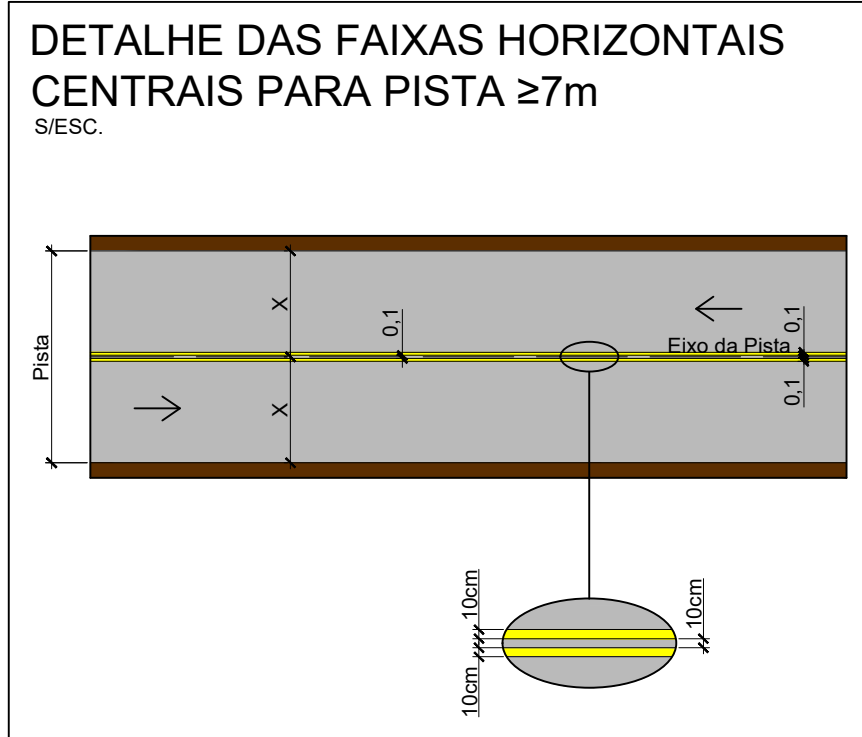 DETALHE DAS FAIXAS HORIZONTAIS
CENTRAIS PARA PISTA ≥7m
S/ESC.
Pista
X
X
0,1
Eixo da Pista
0,1
0,1
10cm
10cm
10cm